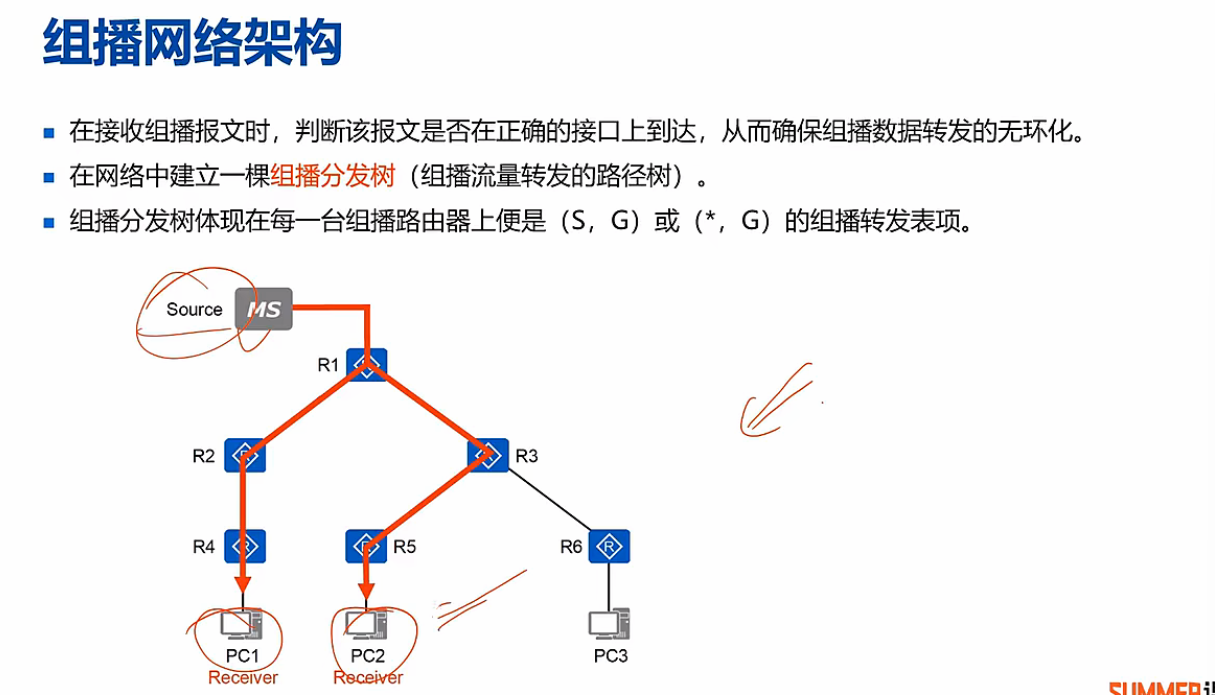 组播网络架构
在接收组播报文时，判断该报文是否在正确的接口上到达，从而确保组播数据转发的无环化。
在网络中建立一棵组播分发树（组播流量转发的路径树）。
组播分发树体现在每一台组播路由器上便是（S，G）或（*，G）的组播转发表项。
Source MS
R1
R2
R3
R4
R5
R6
R
PC1
PC2
PC3
Receiver
Receiver
SUMMER